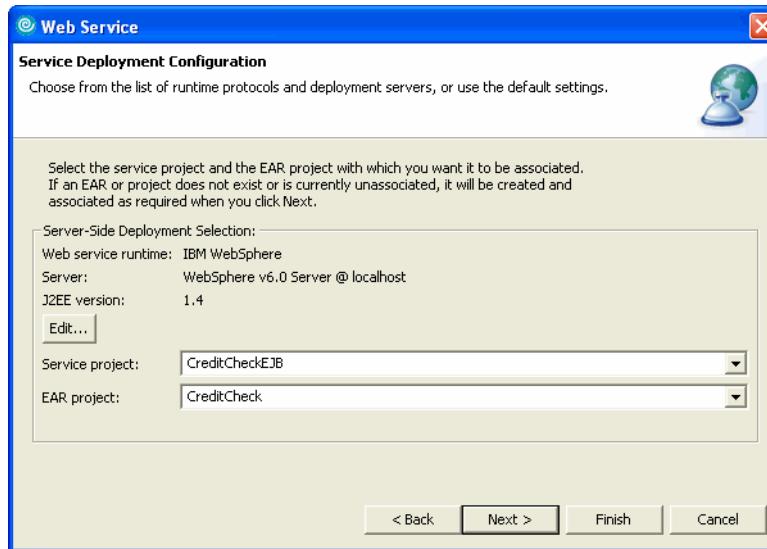 Web Service
Service Deployment Configuration
Choose from the list of runtime protocols and deployment servers, or use the default settings.
Select the service project and the EAR project with which you want it to be associated.
If an EAR or project does not exist or is currently unassociated, it will be created and
associated as required when you click Next.
Server-Side Deployment Selection:
Web service runtime: IBM WebSphere
Server: WebSphere v6.0 Server @ localhost
J2EE version: 1.4
Edit...
Service project: CreditCheckEJB
EAR project: CreditCheck
< Back Next > Finish Cancel